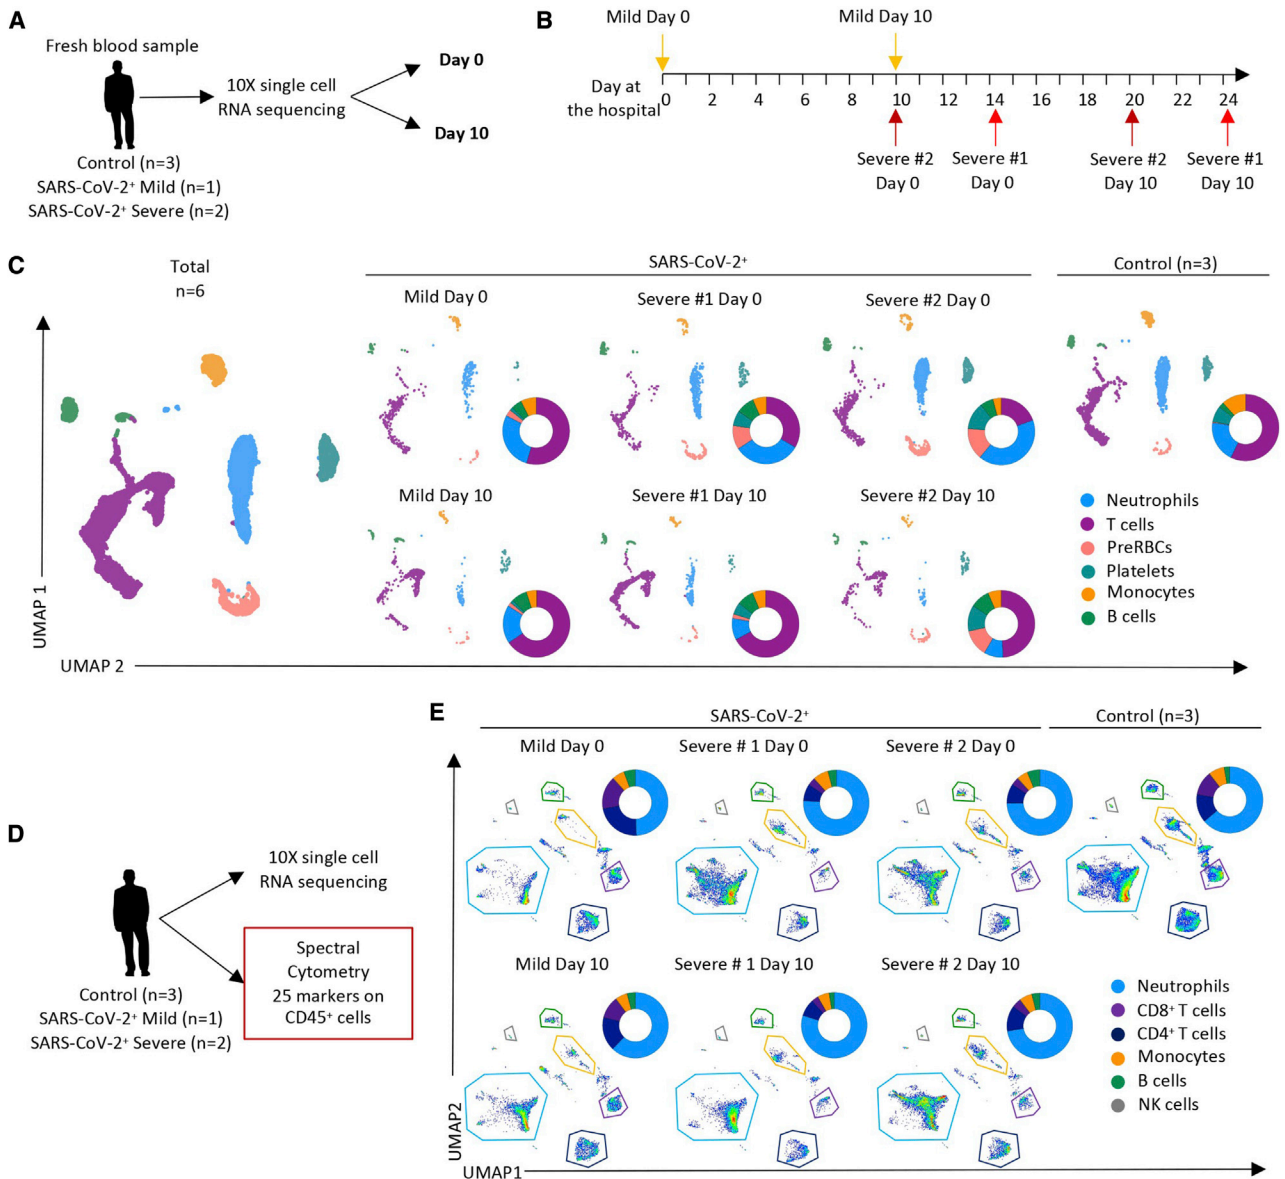 A
Fresh blood sample
10X single cell
RNA sequencing
Day 0
Day 10
Control (n=3)
SARS-CoV-2⁺ Mild (n=1)
SARS-CoV-2⁺ Severe (n=2)
B
Mild Day 0
Mild Day 10
Day at
the hospital
0 2 4 6 8 10 12 14 16 18 20 22 24
Severe #2
Day 0
Severe #1
Day 0
Severe #2
Day 10
Severe #1
Day 10
C
Total
n=6
SARS-CoV-2⁺
Control (n=3)
Mild Day 0
Severe #1 Day 0
Severe #2 Day 0
Mild Day 10
Severe #1 Day 10
Severe #2 Day 10
Neutrophils
T cells
PreRBCs
Platelets
Monocytes
B cells
UMAP 1
UMAP 2
D
10X single cell
RNA sequencing
Spectral
Cytometry
25 markers on
CD45⁺ cells
Control (n=3)
SARS-CoV-2⁺ Mild (n=1)
SARS-CoV-2⁺ Severe (n=2)
E
SARS-CoV-2⁺
Control (n=3)
Mild Day 0
Severe # 1 Day 0
Severe # 2 Day 0
Mild Day 10
Severe # 1 Day 10
Severe # 2 Day 10
Neutrophils
CD8⁺ T cells
CD4⁺ T cells
Monocytes
B cells
NK cells
UMAP2
UMAP1